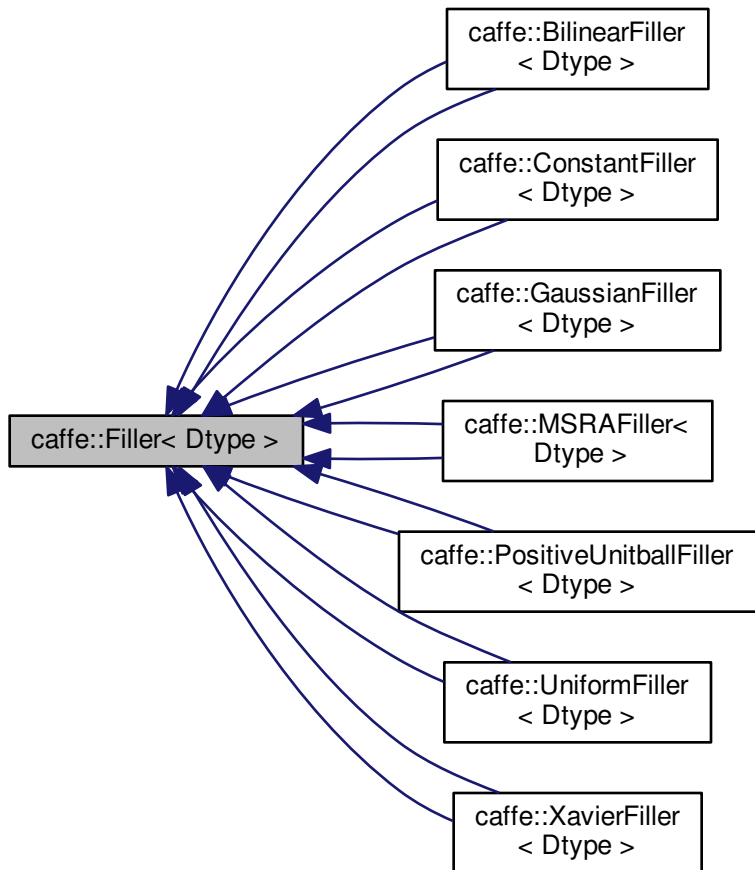 caffe::BilinearFiller
< Dtype >
caffe::ConstantFiller
< Dtype >
caffe::GaussianFiller
< Dtype >
caffe::Filler< Dtype >
caffe::MSRAFiller<
Dtype >
caffe::PositiveUnitballFiller
< Dtype >
caffe::UniformFiller
< Dtype >
caffe::XavierFiller
< Dtype >